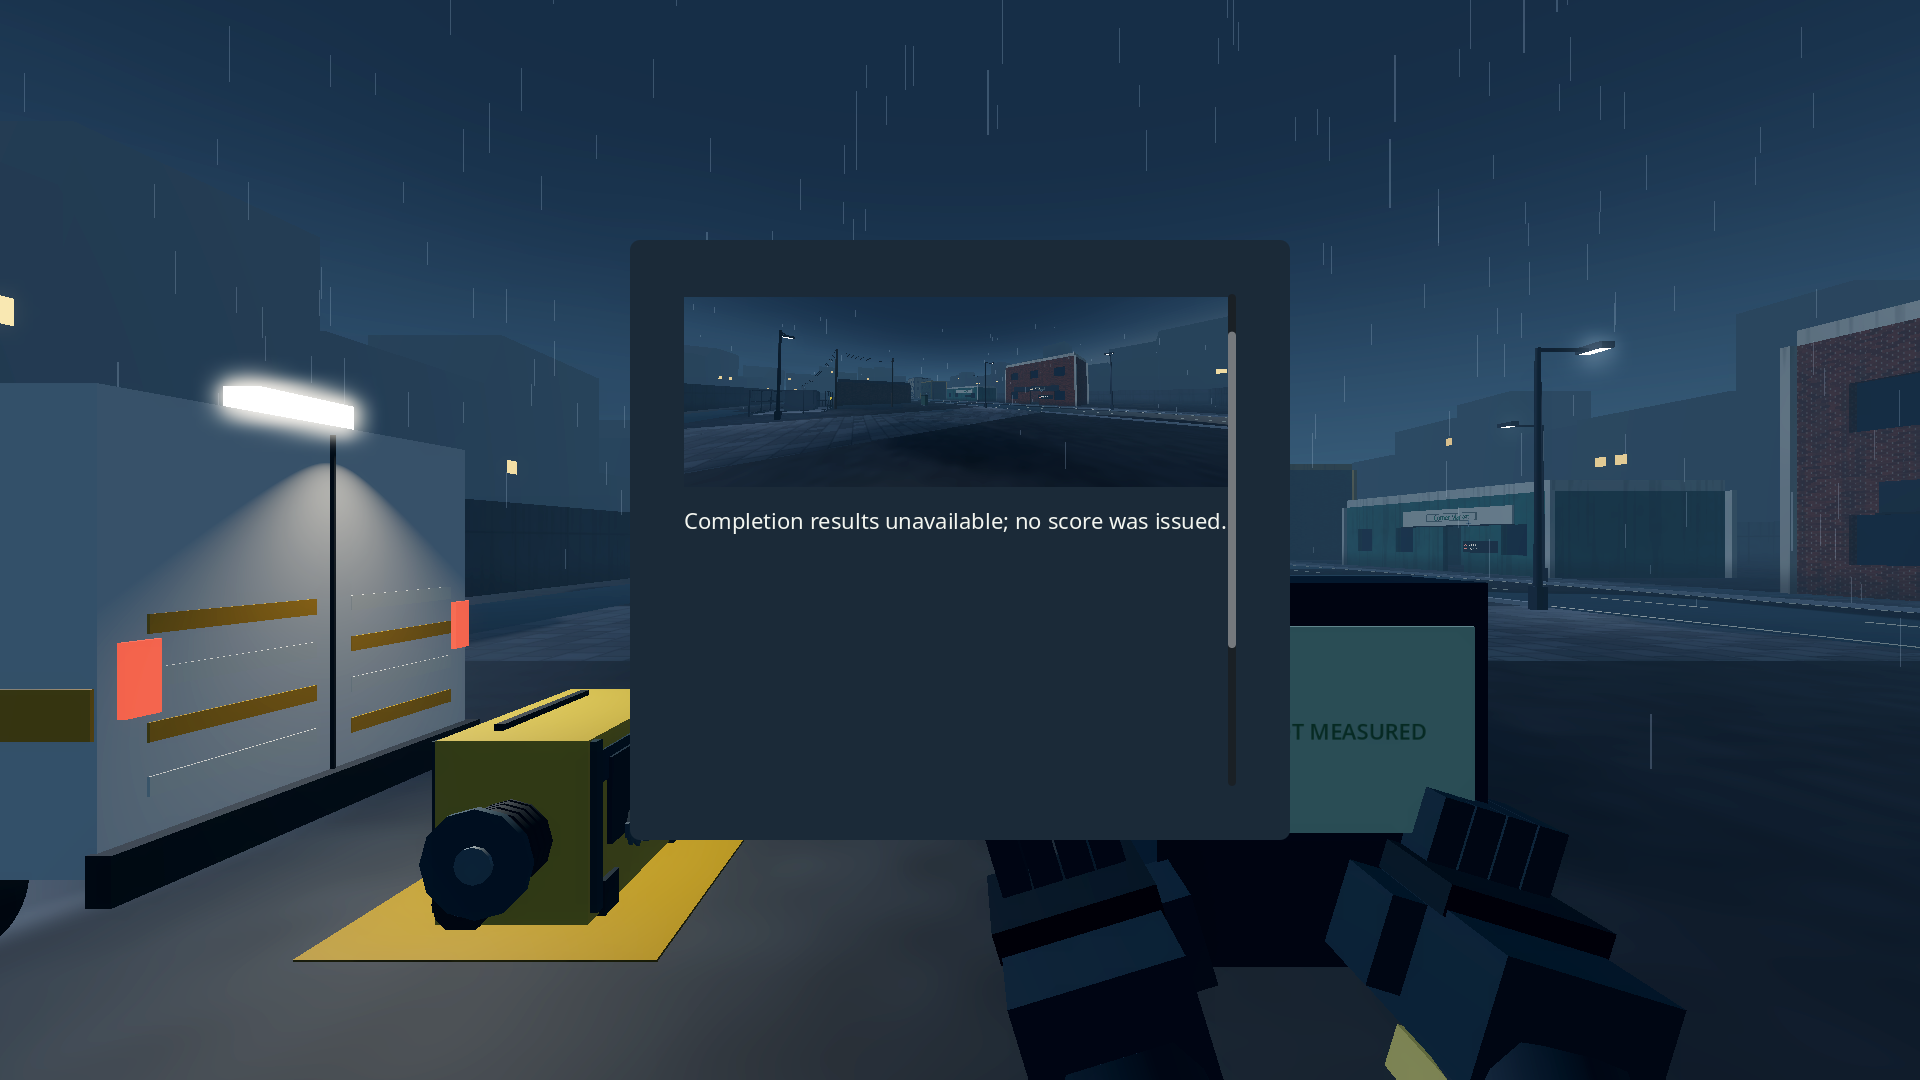 Completion results unavailable; no score was issued.
T MEASURED